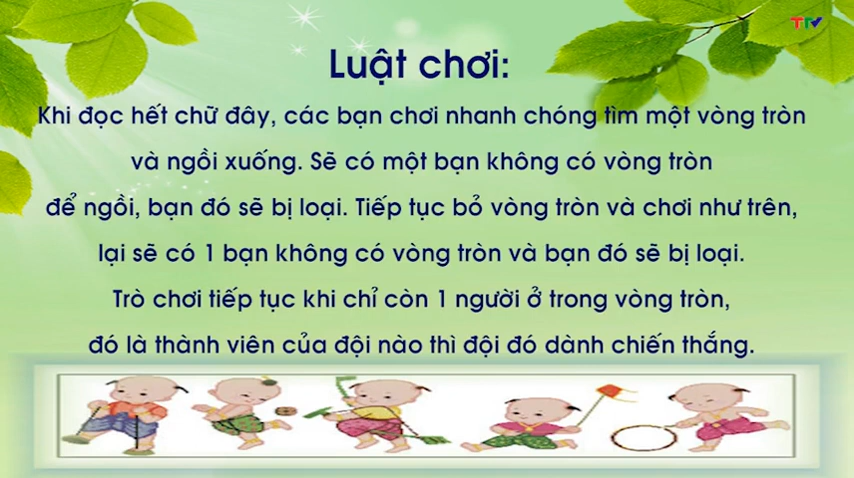 TTV
Luật chơi:
Khi đọc hết chữ đây, các bạn chơi nhanh chóng tìm một vòng tròn
và ngồi xuống. Sẽ có một bạn không có vòng tròn
để ngồi, bạn đó sẽ bị loại. Tiếp tục bỏ vòng tròn và chơi như trên,
lại sẽ có 1 bạn không có vòng tròn và bạn đó sẽ bị loại.
Trò chơi tiếp tục khi chỉ còn 1 người ở trong vòng tròn,
đó là thành viên của đội nào thì đội đó dành chiến thắng.